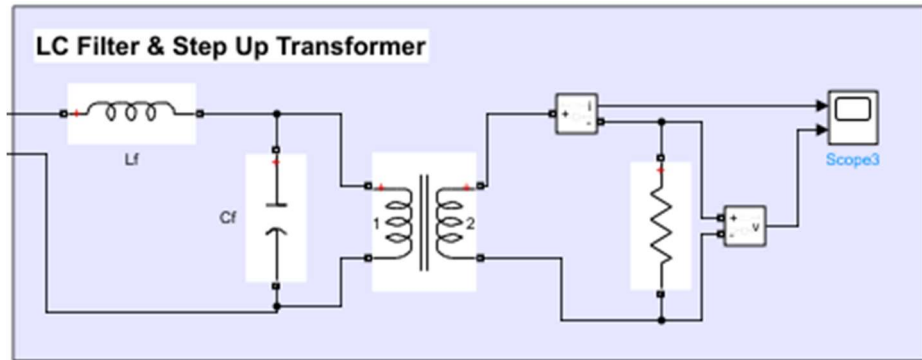 LC Filter & Step Up Transformer
Lf
Cf
1
2
+
-
i
+
-
v
Scope3